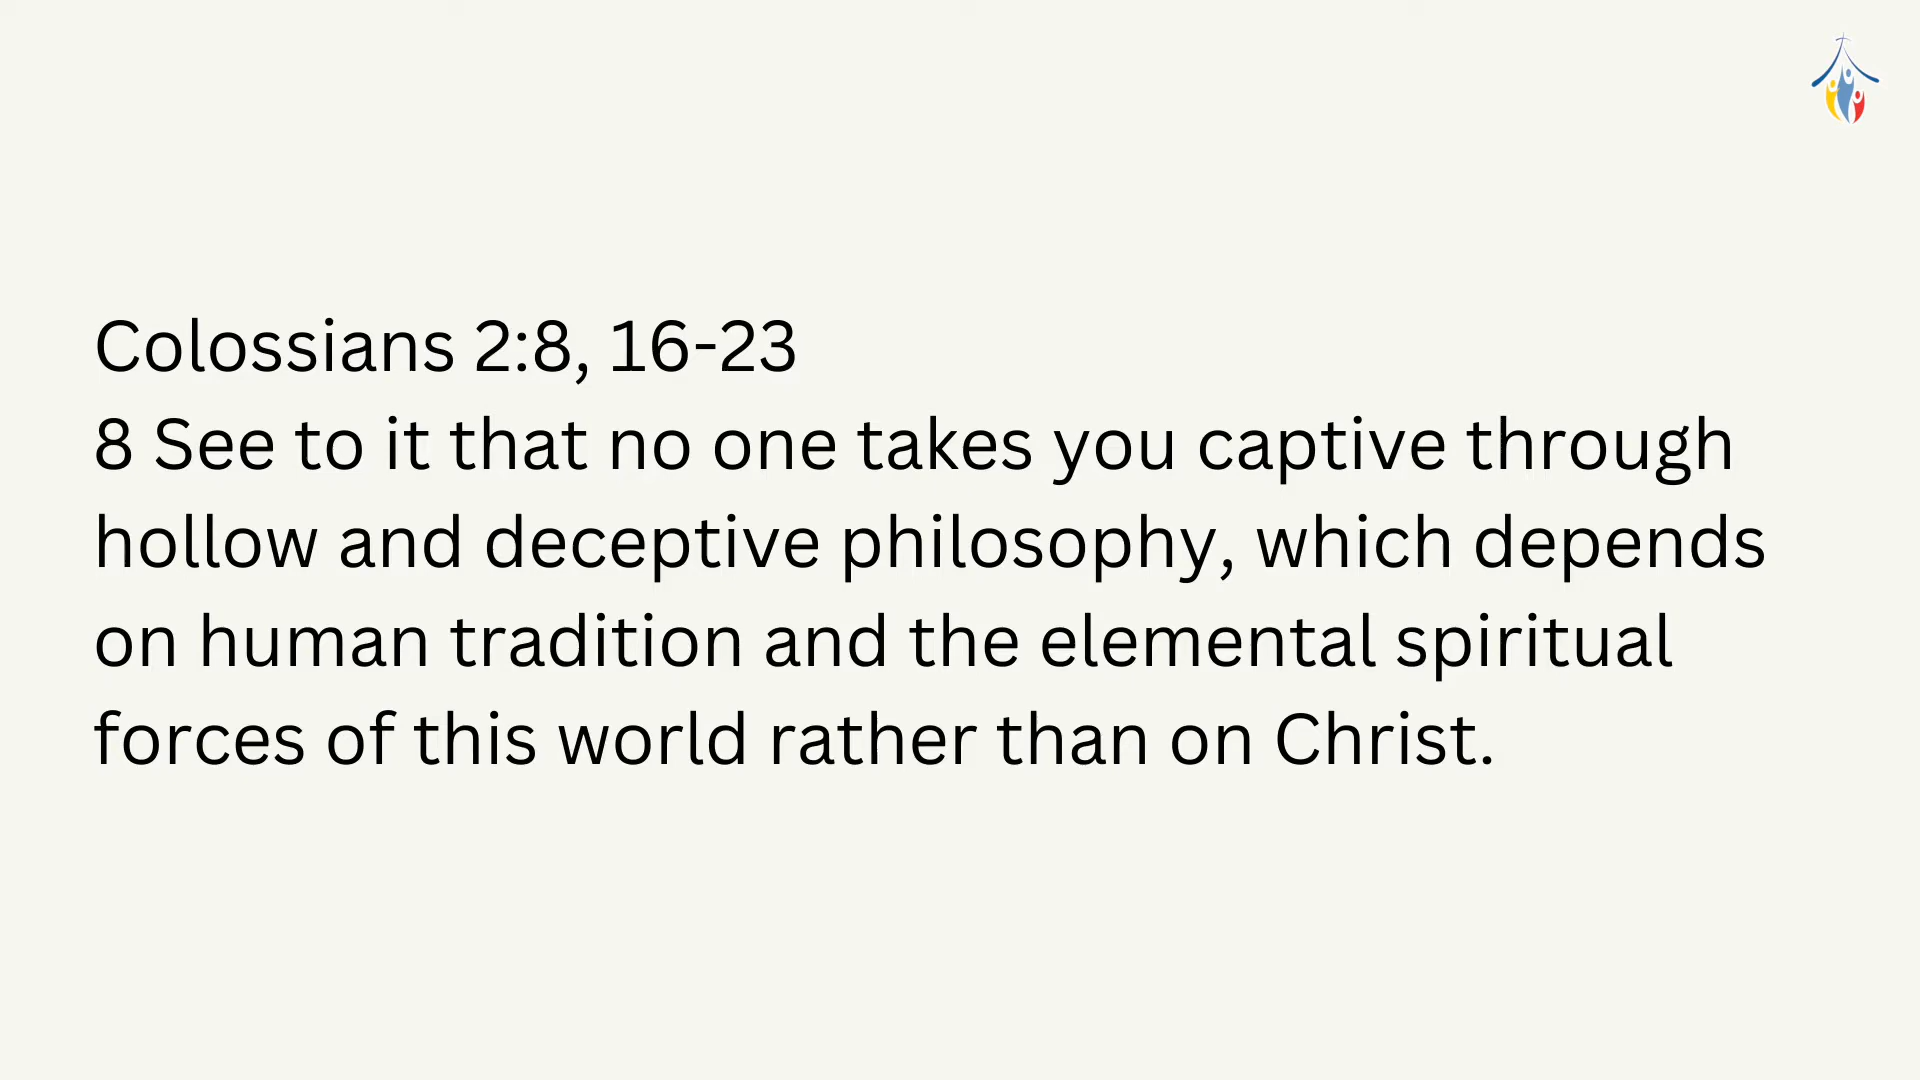 Colossians 2:8, 16-23
8 See to it that no one takes you captive through
hollow and deceptive philosophy, which depends
on human tradition and the elemental spiritual
forces of this world rather than on Christ.